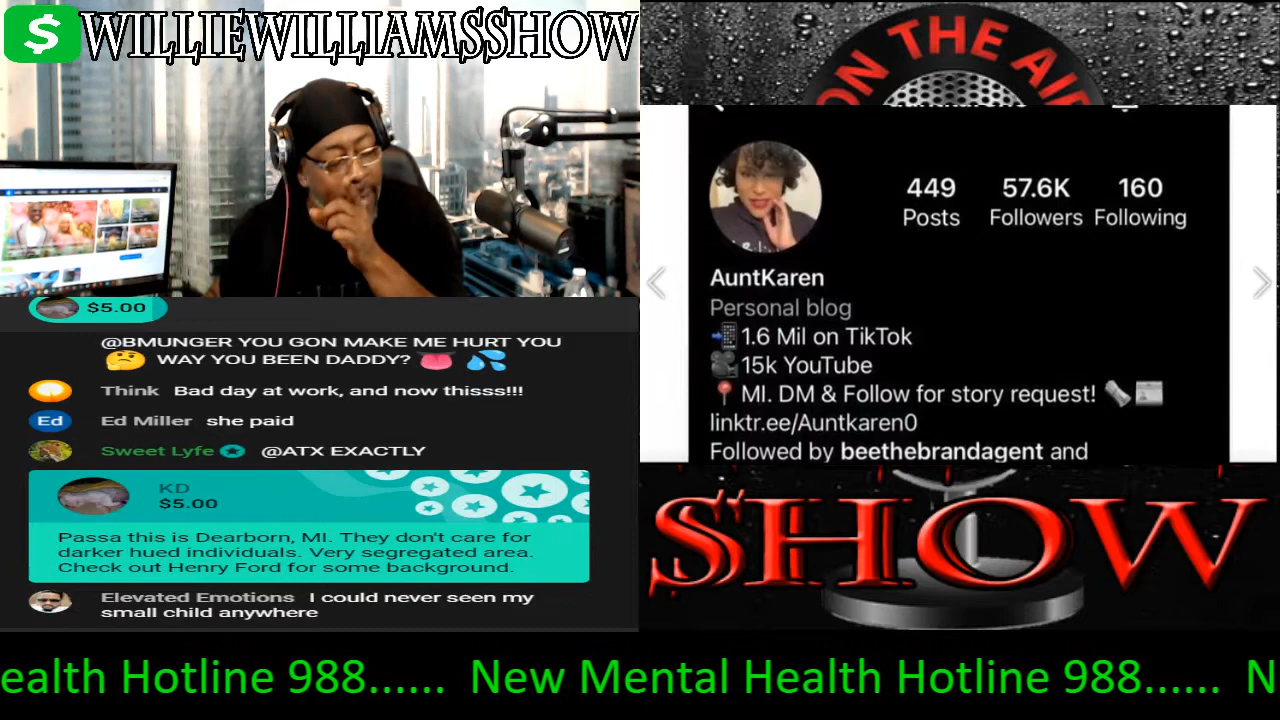 $ WILLIEWILLIAMSSHOW
$5.00
@BMUNGER YOU GON MAKE ME HURT YOU
🤔 WAY YOU BEEN DADDY? 👅 💦
Think Bad day at work, and now thisss!!!
Ed Ed Miller she paid
Sweet Lyfe @ATX EXACTLY
KD
$5.00
Passa this is Dearborn, MI. They don't care for
darker hued individuals. Very segregated area.
Check out Henry Ford for some background.
Elevated Emotions I could never seen my
small child anywhere
ON THE AIR
449 57.6K 160
Posts Followers Following
AuntKaren
Personal blog
📲 1.6 Mil on TikTok
🎥 15k YouTube
📍 MI. DM & Follow for story request! 🗞️📰
linktr.ee/Auntkaren0
Followed by beethebrandagent and
SHOW
ealth Hotline 988...... New Mental Health Hotline 988...... N